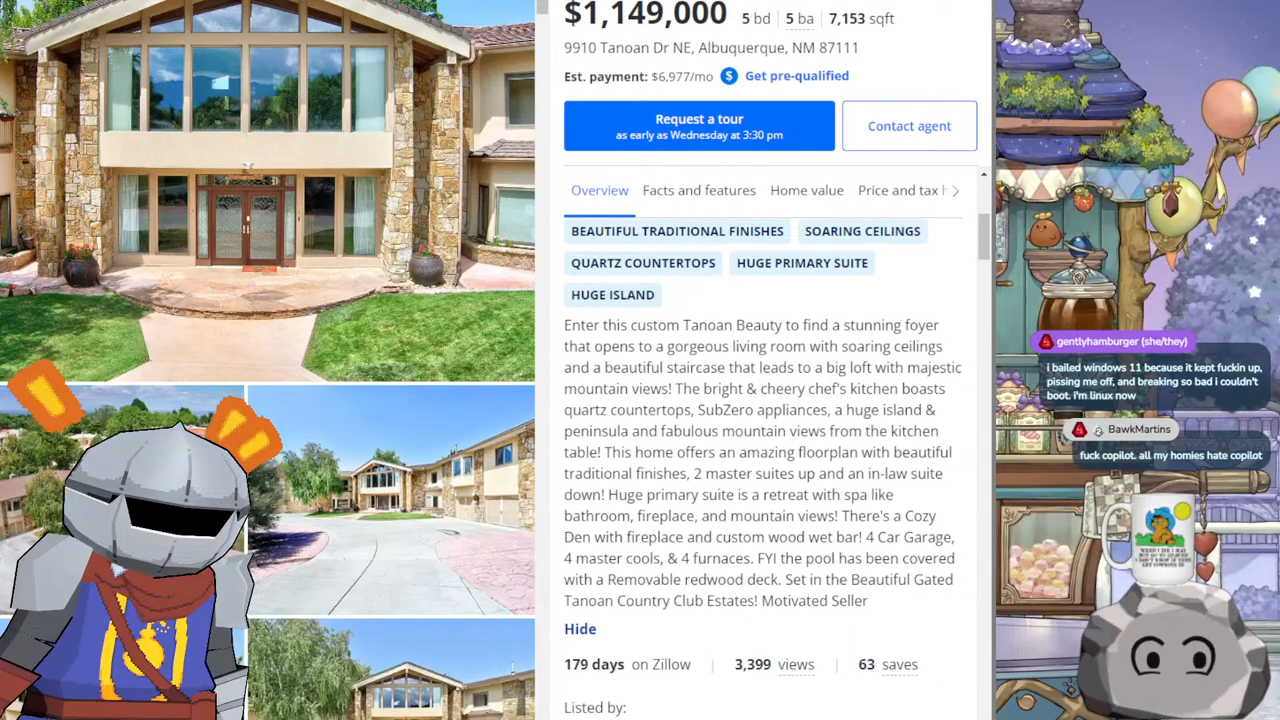 $1,149,000 5 bd 5 ba 7,153 sqft
9910 Tanoan Dr NE, Albuquerque, NM 87111
Est. payment: $6,977/mo $ Get pre-qualified
Request a tour
as early as Wednesday at 3:30 pm
Contact agent
Overview Facts and features Home value Price and tax h
BEAUTIFUL TRADITIONAL FINISHES SOARING CEILINGS
QUARTZ COUNTERTOPS HUGE PRIMARY SUITE
HUGE ISLAND
Enter this custom Tanoan Beauty to find a stunning foyer
that opens to a gorgeous living room with soaring ceilings
and a beautiful staircase that leads to a big loft with majestic
mountain views! The bright & cheery chef's kitchen boasts
quartz countertops, SubZero appliances, a huge island &
peninsula and fabulous mountain views from the kitchen
table! This home offers an amazing floorplan with beautiful
traditional finishes, 2 master suites up and an in-law suite
down! Huge primary suite is a retreat with spa like
bathroom, fireplace, and mountain views! There's a Cozy
Den with fireplace and custom wood wet bar! 4 Car Garage,
4 master cools, & 4 furnaces. FYI the pool has been covered
with a Removable redwood deck. Set in the Beautiful Gated
Tanoan Country Club Estates! Motivated Seller
Hide
179 days on Zillow 3,399 views 63 saves
Listed by:
gentlyhamburger (she/they)
i bailed windows 11 because it kept fuckin up,
pissing me off, and breaking so bad i couldn't
boot. i'm linux now
BawkMartins
fuck copilot. all my homies hate copilot